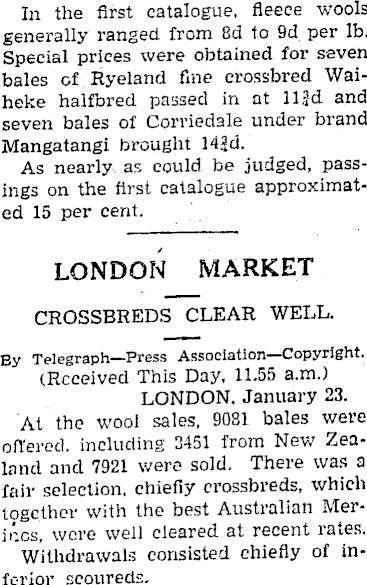 In the first catalogue, fleece wools
generally ranged from 8d to 9d per lb.
Special prices were obtained for seven
bales of Ryeland fine crossbred Wai-
heke halfbred passed in at 11¾d and
seven bales of Corriedale under brand
Mangatangi brought 14¾d.
As nearly as could be judged, pass-
ings on the first catalogue approximat-
ed 15 per cent.
LONDON MARKET
CROSSBREDS CLEAR WELL.
By Telegraph—Press Association—Copyright.
(Received This Day, 11.55 a.m.)
LONDON, January 23.
At the wool sales, 9081 bales were
offered, including 3451 from New Zea-
land and 7921 were sold. There was a
fair selection, chiefly crossbreds, which
together with the best Australian Mer-
inos, were well cleared at recent rates.
Withdrawals consisted chiefly of in-
ferior scoureds.